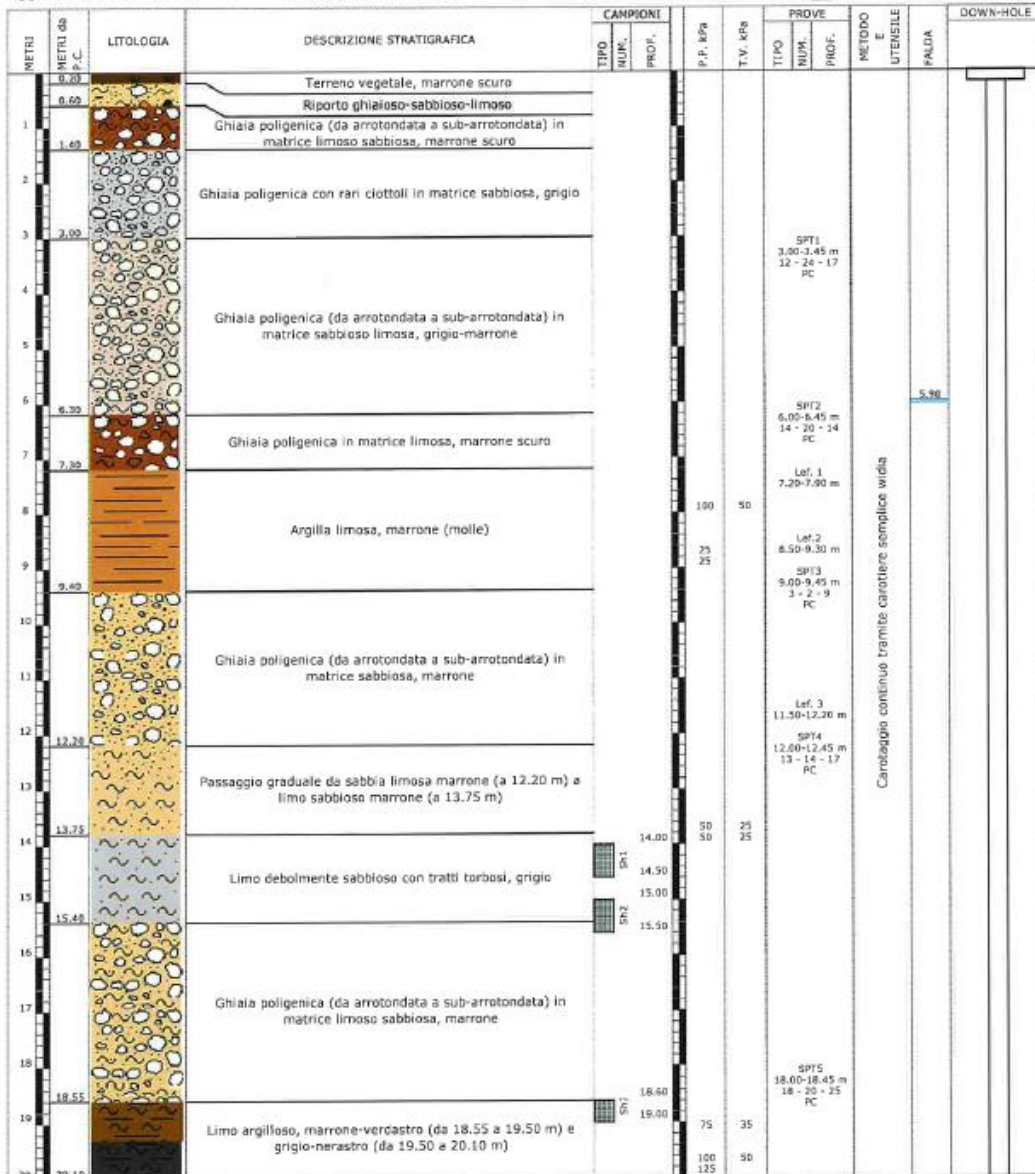 METRI
METRI da P.C.
LITOLOGIA
DESCRIZIONE STRATIGRAFICA
CAMPIONI
TIPO
NUM.
PROF.
P.P. kPa
T.V. kPa
PROVE
TIPO
NUM.
PROF.
METODO E UTENSILE
FALDA
DOWN-HOLE
0.20
Terreno vegetale, marrone scuro
0.60
Riporto ghiaioso-sabbioso-limoso
1
Ghiaia poligenica (da arrotondata a sub-arrotondata) in
matrice limoso sabbiosa, marrone scuro
1.40
2
Ghiaia poligenica con rari ciottoli in matrice sabbiosa, grigio
3
3.00
SPT1
3.00-3.45 m
12 - 24 - 17
PC
4
Ghiaia poligenica (da arrotondata a sub-arrotondata) in
matrice sabbioso limosa, grigio-marrone
5
5.90
6
6.30
SPT2
6.00-6.45 m
14 - 20 - 14
PC
Ghiaia poligenica in matrice limosa, marrone scuro
7
7.30
Lef. 1
7.20-7.90 m
8
100
50
Argilla limosa, marrone (molle)
Lef.2
8.50-9.30 m
25
25
9
SPT3
9.00-9.45 m
3 - 2 - 9
PC
9.40
10
Ghiaia poligenica (da arrotondata a sub-arrotondata) in
matrice sabbiosa, marrone
11
Lef. 3
11.50-12.20 m
12
SPT4
12.00-12.45 m
13 - 14 - 17
PC
Carotaggio continuo tramite carotiere semplice widia
13
Passaggio graduale da sabbia limosa marrone (a 12.20 m) a
limo sabbioso marrone (a 13.75 m)
13.75
50
25
50
25
14
14.00
Sh1
14.50
Limo debolmente sabbioso con tratti torbosi, grigio
15
15.00
Sh2
15.40
15.50
16
Ghiaia poligenica (da arrotondata a sub-arrotondata) in
matrice limoso sabbiosa, marrone
17
18
SPT5
18.00-18.45 m
18 - 20 - 25
PC
18.55
18.60
19
19.00
75
35
Limo argilloso, marrone-verdastro (da 18.55 a 19.50 m) e
grigio-nerastro (da 19.50 a 20.10 m)
100
50
125